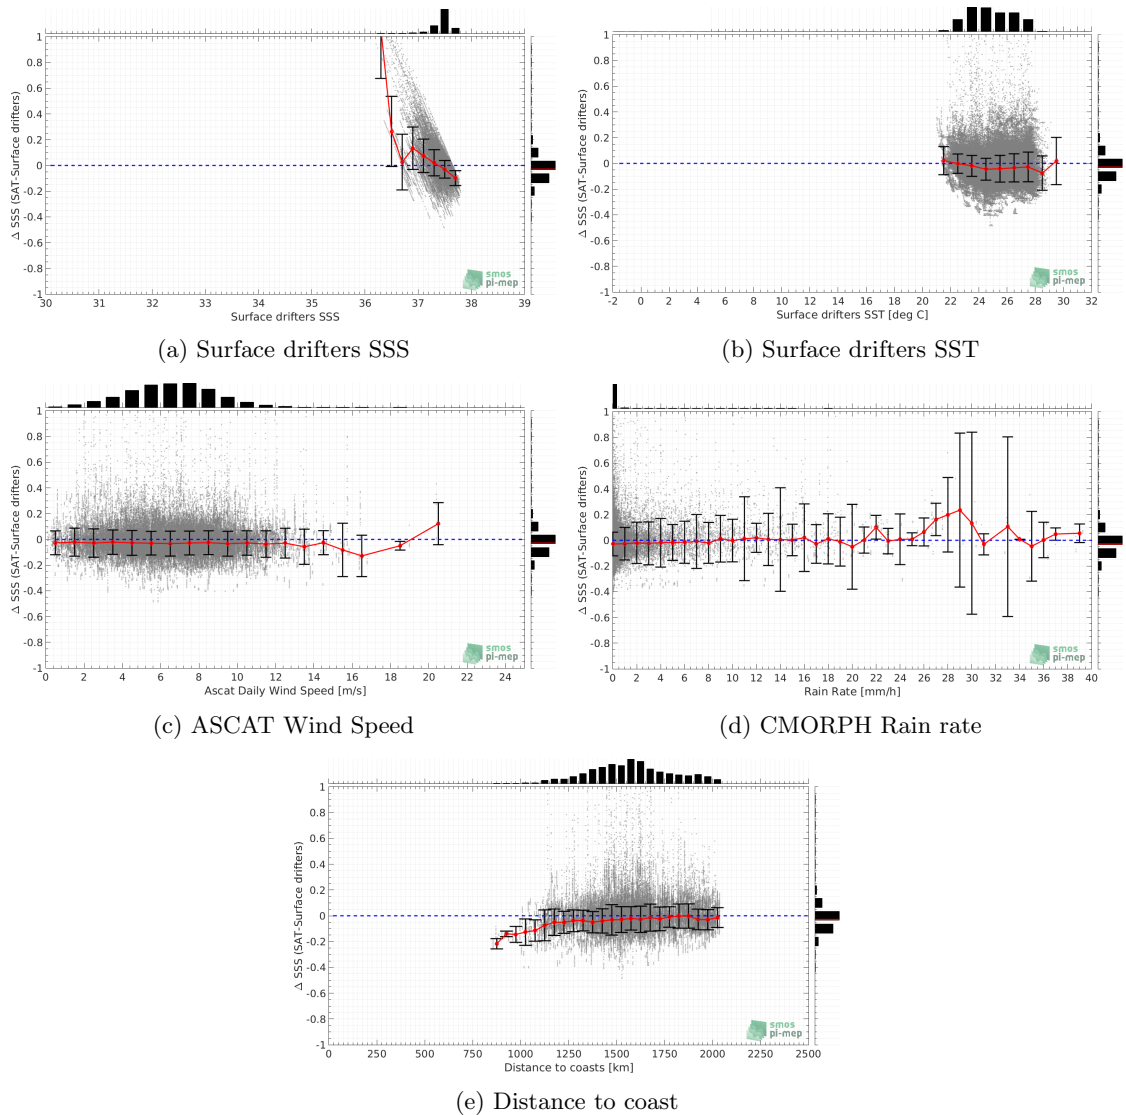 1
0.8
0.6
0.4
0.2
0
-0.2
-0.4
-0.6
-0.8
-1
Δ SSS (SAT-Surface drifters)
30 31 32 33 34 35 36 37 38 39
Surface drifters SSS
smos
pi-mep
(a) Surface drifters SSS
1
0.8
0.6
0.4
0.2
0
-0.2
-0.4
-0.6
-0.8
-1
Δ SSS (SAT-Surface drifters)
-2 0 2 4 6 8 10 12 14 16 18 20 22 24 26 28 30 32
Surface drifters SST [deg C]
smos
pi-mep
(b) Surface drifters SST
1
0.8
0.6
0.4
0.2
0
-0.2
-0.4
-0.6
-0.8
-1
Δ SSS (SAT-Surface drifters)
0 2 4 6 8 10 12 14 16 18 20 22 24
Ascat Daily Wind Speed [m/s]
smos
pi-mep
(c) ASCAT Wind Speed
1
0.8
0.6
0.4
0.2
0
-0.2
-0.4
-0.6
-0.8
-1
Δ SSS (SAT-Surface drifters)
0 2 4 6 8 10 12 14 16 18 20 22 24 26 28 30 32 34 36 38 40
Rain Rate [mm/h]
smos
pi-mep
(d) CMORPH Rain rate
1
0.8
0.6
0.4
0.2
0
-0.2
-0.4
-0.6
-0.8
-1
Δ SSS (SAT-Surface drifters)
0 250 500 750 1000 1250 1500 1750 2000 2250 2500
Distance to coasts [km]
smos
pi-mep
(e) Distance to coast